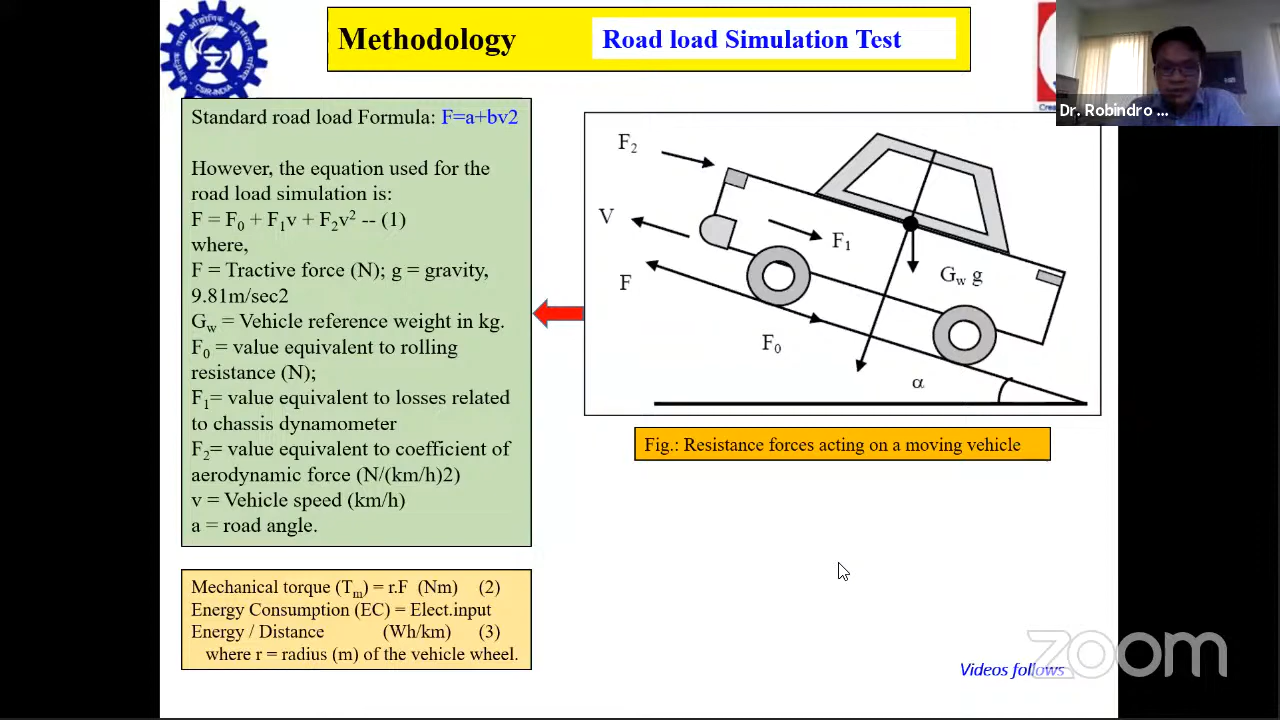 Methodology
Road load Simulation Test
CSIR-INDIA
Dr. Robindro ...
Standard road load Formula: F=a+bv2
However, the equation used for the
road load simulation is:
F = F₀ + F₁v + F₂v² -- (1)
where,
F = Tractive force (N); g = gravity,
9.81m/sec2
G_w = Vehicle reference weight in kg.
F₀ = value equivalent to rolling
resistance (N);
F₁= value equivalent to losses related
to chassis dynamometer
F₂= value equivalent to coefficient of
aerodynamic force (N/(km/h)2)
v = Vehicle speed (km/h)
a = road angle.
F₂
V
F₁
F
G_w g
F₀
α
Fig.: Resistance forces acting on a moving vehicle
Mechanical torque (T_m) = r.F (Nm) (2)
Energy Consumption (EC) = Elect.input
Energy / Distance (Wh/km) (3)
where r = radius (m) of the vehicle wheel.
zoom
Videos follows